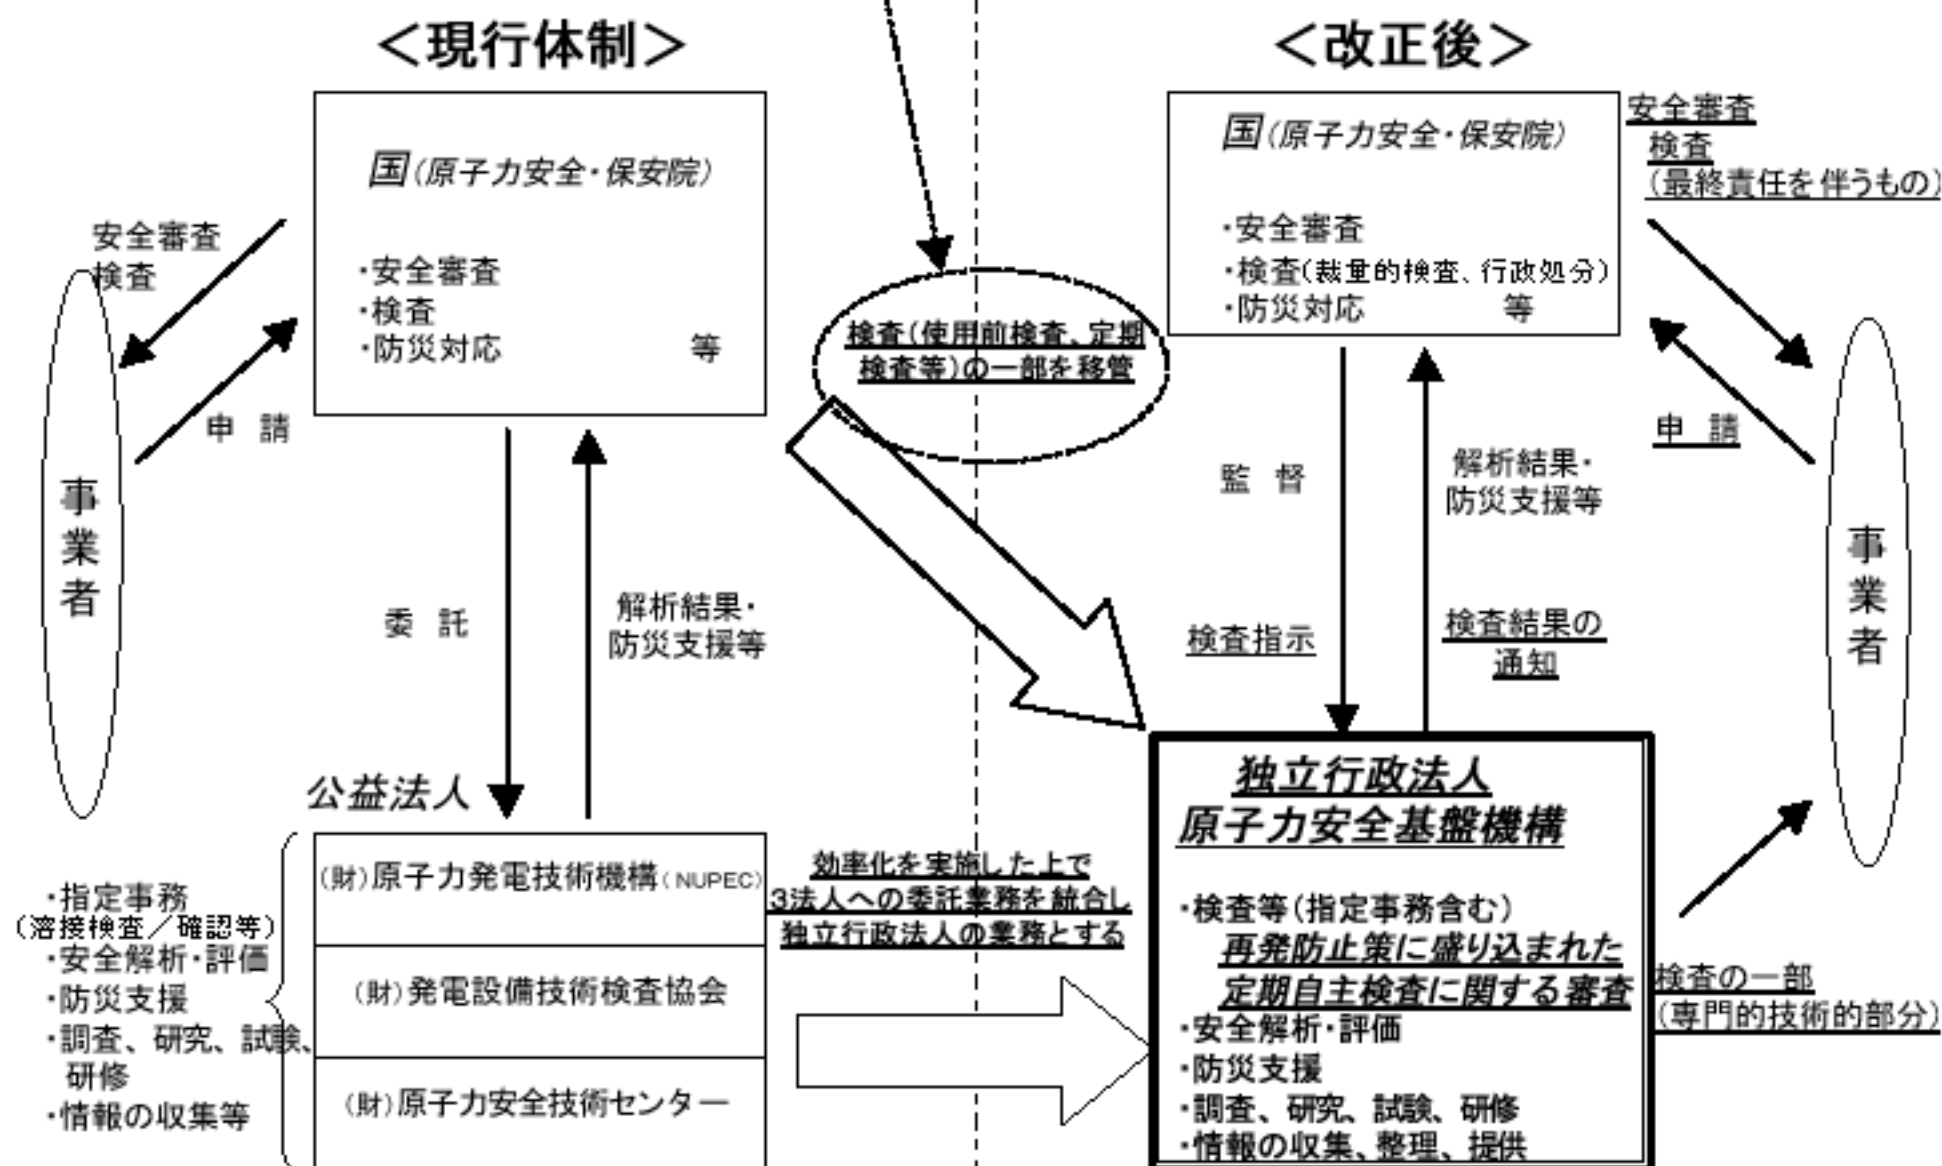 ＜現行体制＞
国(原子力安全・保安院)
・安全審査
・検査
・防災対応 等
安全審査
検査
申 請
事業者
委 託
解析結果・
防災支援等
公益法人
(財)原子力発電技術機構(NUPEC)
(財)発電設備技術検査協会
(財)原子力安全技術センター
・指定事務
(溶接検査／確認等)
・安全解析・評価
・防災支援
・調査、研究、試験、
研修
・情報の収集等
検査(使用前検査、定期
検査等)の一部を移管
効率化を実施した上で
3法人への委託業務を統合し
独立行政法人の業務とする
＜改正後＞
国(原子力安全・保安院)
・安全審査
・検査(裁量的検査、行政処分)
・防災対応 等
安全審査
検査
(最終責任を伴うもの)
申 請
事業者
監 督
解析結果・
防災支援等
検査指示
検査結果の
通知
独立行政法人
原子力安全基盤機構
・検査等(指定事務含む)
再発防止策に盛り込まれた
定期自主検査に関する審査
・安全解析・評価
・防災支援
・調査、研究、試験、研修
・情報の収集、整理、提供
検査の一部
(専門的技術的部分)